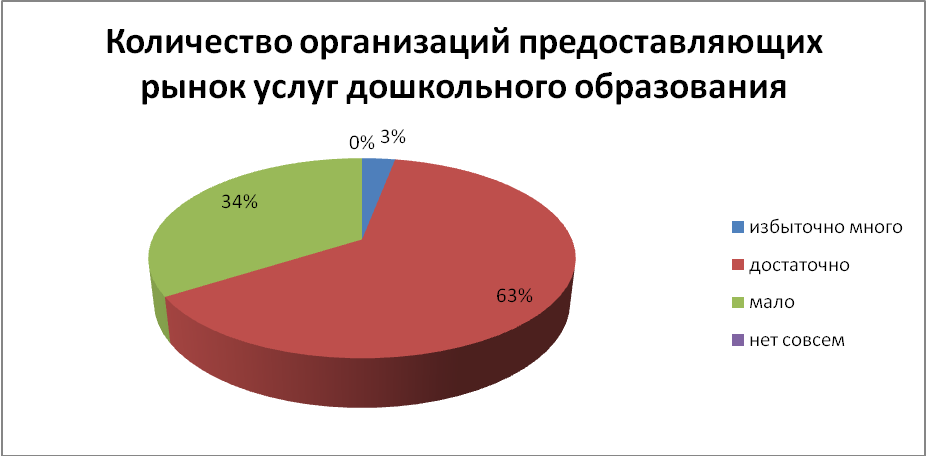 Количество организаций предоставляющих
рынок услуг дошкольного образования
0%
3%
34%
63%
избыточно много
достаточно
мало
нет совсем